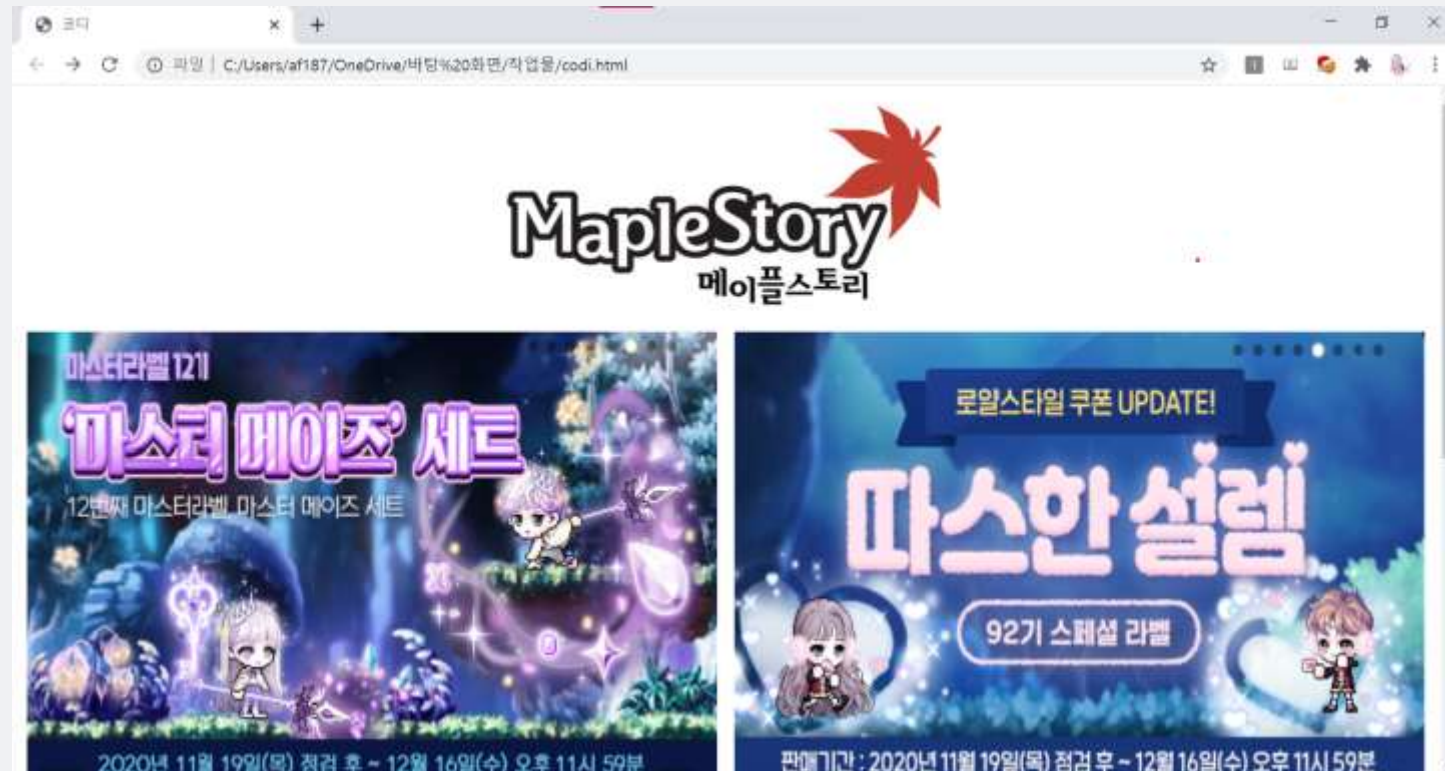 코디
파일 | C:/Users/af187/OneDrive/바탕%20화면/작업물/codi.html
MapleStory
메이플스토리
마스터라벨 12기
'마스터 메이즈' 세트
12번째 마스터라벨, 마스터 메이즈 세트
2020년 11월 19일(목) 점검 후 ~ 12월 16일(수) 오후 11시 59분
로얄스타일 쿠폰 UPDATE!
따스한 설렘
92기 스페셜 라벨
판매기간 : 2020년 11월 19일(목) 점검 후 ~ 12월 16일(수) 오후 11시 59분